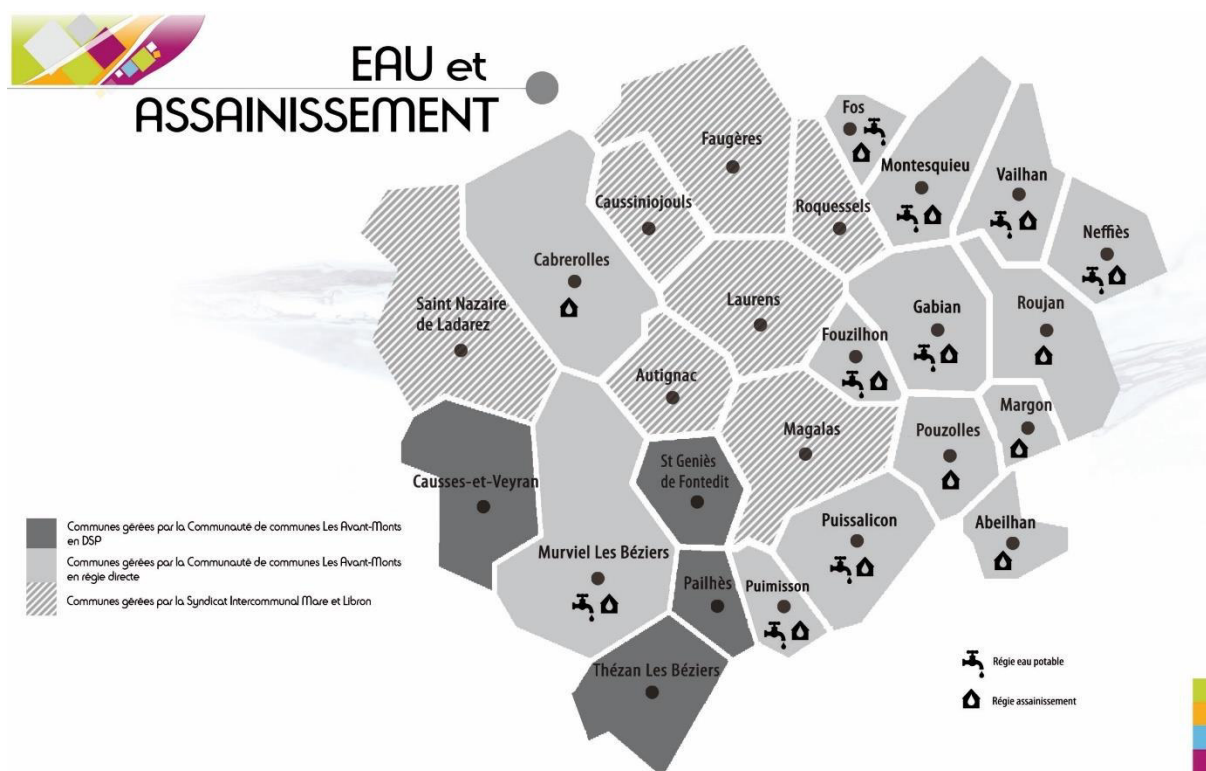 EAU et
ASSAINISSEMENT
Fos
Faugères
Montesquieu
Vailhan
Caussiniojouls
Roquessels
Neffiès
Cabrerolles
Saint Nazaire
de Ladarez
Laurens
Gabian
Roujan
Fouzilhon
Autignac
Margon
Magalas
Pouzolles
St Geniès
de Fontedit
Causses-et-Veyran
Puissalicon
Abeilhan
Murviel Les Béziers
Pailhès
Puimisson
Thézan Les Béziers
Communes gérées par la Communauté de communes Les Avant-Monts
en DSP
Communes gérées par la Communauté de communes Les Avant-Monts
en régie directe
Communes gérées par la Syndicat Intercommunal Mare et Libron
Régie eau potable
Régie assainissement